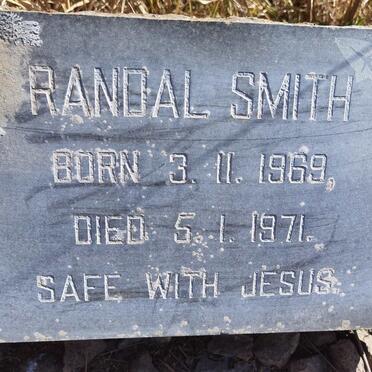 RANDAL SMITH
BORN 3. 11. 1969,
DIED 5. 1. 1971.
SAFE WITH JESUS.